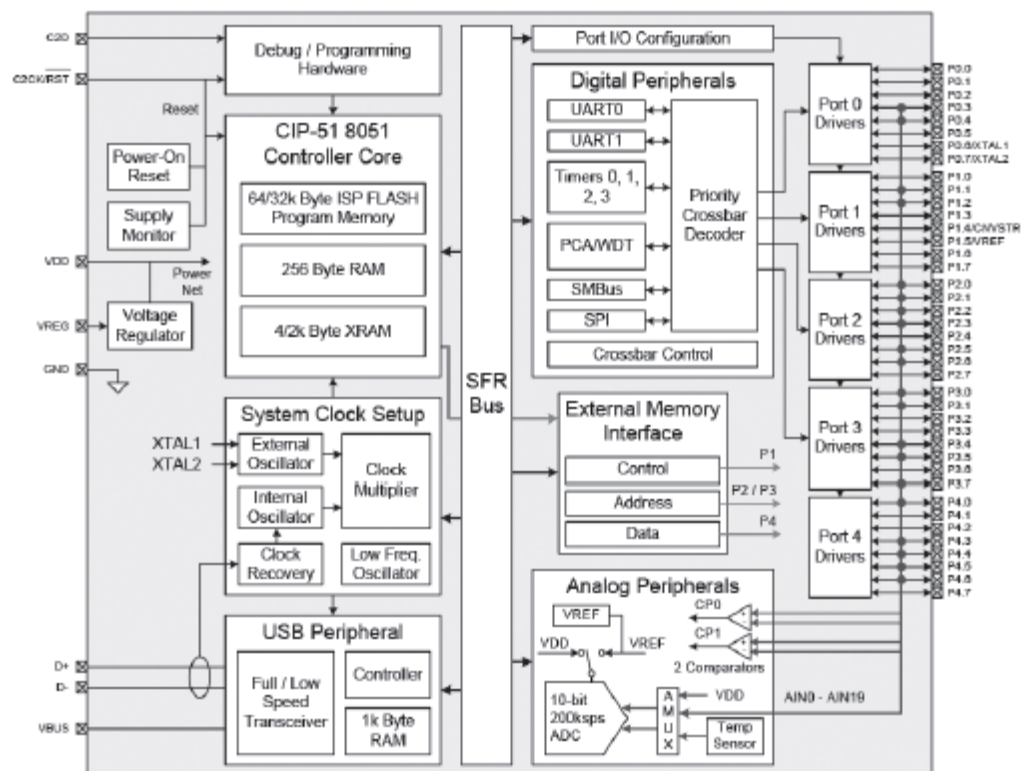 C2D
C2CK/RST
Debug / Programming
Hardware
Reset
Power-On
Reset
Supply
Monitor
VDD
Power
Net
VREG
Voltage
Regulator
GND
CIP-51 8051
Controller Core
64/32k Byte ISP FLASH
Program Memory
256 Byte RAM
4/2k Byte XRAM
System Clock Setup
XTAL1
XTAL2
External
Oscillator
Internal
Oscillator
Clock
Multiplier
Clock
Recovery
Low Freq.
Oscillator
USB Peripheral
D+
D-
VBUS
Full / Low
Speed
Transceiver
Controller
1k Byte
RAM
SFR
Bus
Port I/O Configuration
Digital Peripherals
UART0
UART1
Timers 0, 1,
2, 3
PCA/WDT
SMBus
SPI
Priority
Crossbar
Decoder
Crossbar Control
External Memory
Interface
Control
Address
Data
P1
P2 / P3
P4
Analog Peripherals
VREF
VDD
VREF
CP0
CP1
+
-
+
-
2 Comparators
10-bit
200ksps
ADC
A
M
U
X
VDD
Temp
Sensor
AIN0 - AIN19
Port 0
Drivers
Port 1
Drivers
Port 2
Drivers
Port 3
Drivers
Port 4
Drivers
P0.0
P0.1
P0.2
P0.3
P0.4
P0.5
P0.6/XTAL1
P0.7/XTAL2
P1.0
P1.1
P1.2
P1.3
P1.4/CNVSTR
P1.5/VREF
P1.6
P1.7
P2.0
P2.1
P2.2
P2.3
P2.4
P2.5
P2.6
P2.7
P3.0
P3.1
P3.2
P3.3
P3.4
P3.5
P3.6
P3.7
P4.0
P4.1
P4.2
P4.3
P4.4
P4.5
P4.6
P4.7